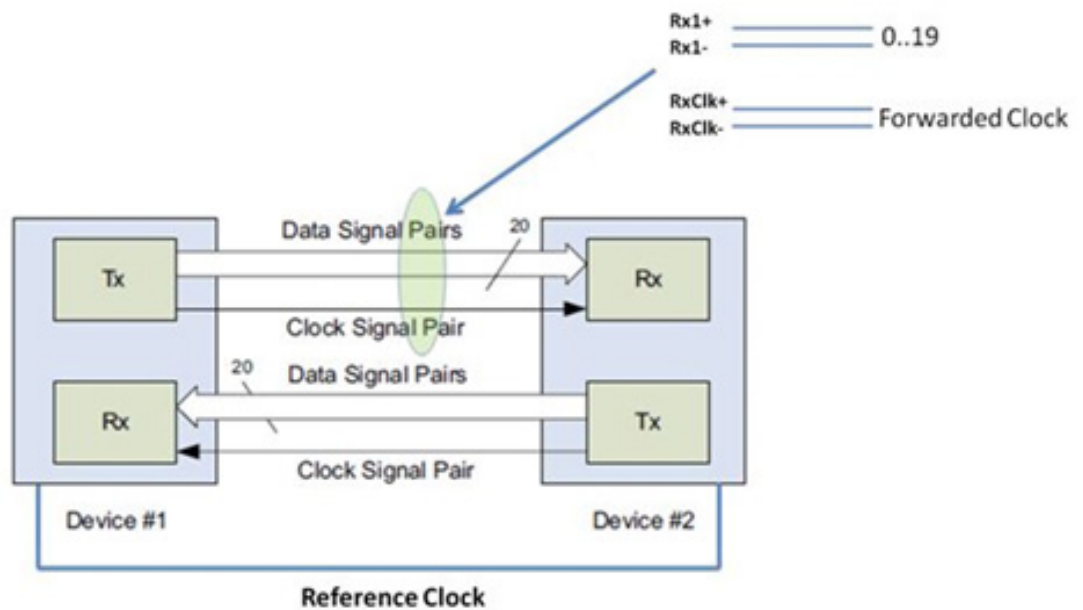 Rx1+
Rx1-
0..19
RxClk+
RxClk-
Forwarded Clock
Data Signal Pairs
20
Tx
Rx
Clock Signal Pair
20
Data Signal Pairs
Rx
Tx
Clock Signal Pair
Device #1
Device #2
Reference Clock